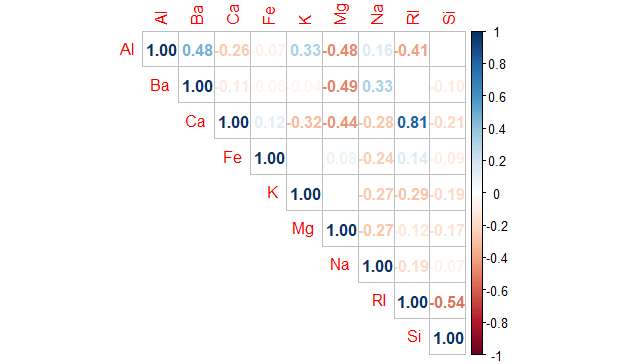 Al Ba Ca Fe K Mg Na RI Si
Al 1.00 0.48 -0.26 -0.07 0.33 -0.48 0.16 -0.41
Ba 1.00 -0.11 -0.06 -0.04 -0.49 0.33 -0.10
Ca 1.00 0.12 -0.32 -0.44 -0.28 0.81 -0.21
Fe 1.00 0.08 -0.24 0.14 -0.09
K 1.00 -0.27 -0.29 -0.19
Mg 1.00 -0.27 -0.12 -0.17
Na 1.00 -0.19 -0.07
RI 1.00 -0.54
Si 1.00
1
0.8
0.6
0.4
0.2
0
-0.2
-0.4
-0.6
-0.8
-1